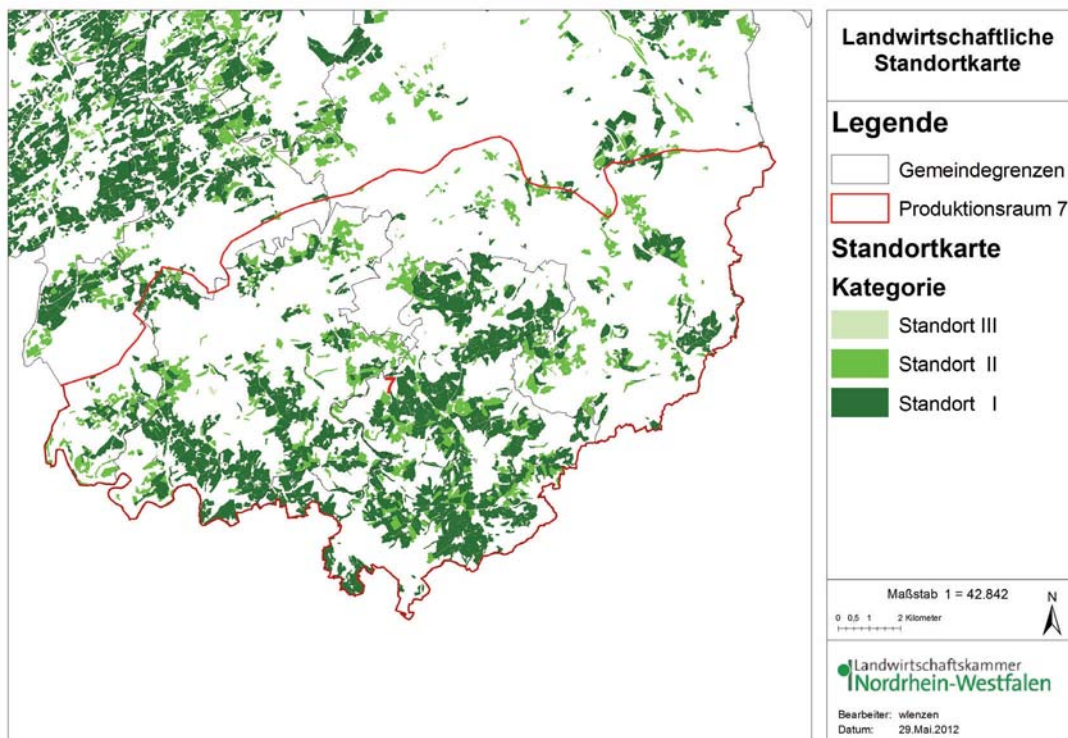 Landwirtschaftliche
Standortkarte
Legende
Gemeindegrenzen
Produktionsraum 7
Standortkarte
Kategorie
Standort III
Standort II
Standort I
7
Maßstab 1 = 42.842
N
0 0,5 1 2 Kilometer
Landwirtschaftskammer
Nordrhein-Westfalen
Bearbeiter: wlenzen
Datum: 29.Mai.2012